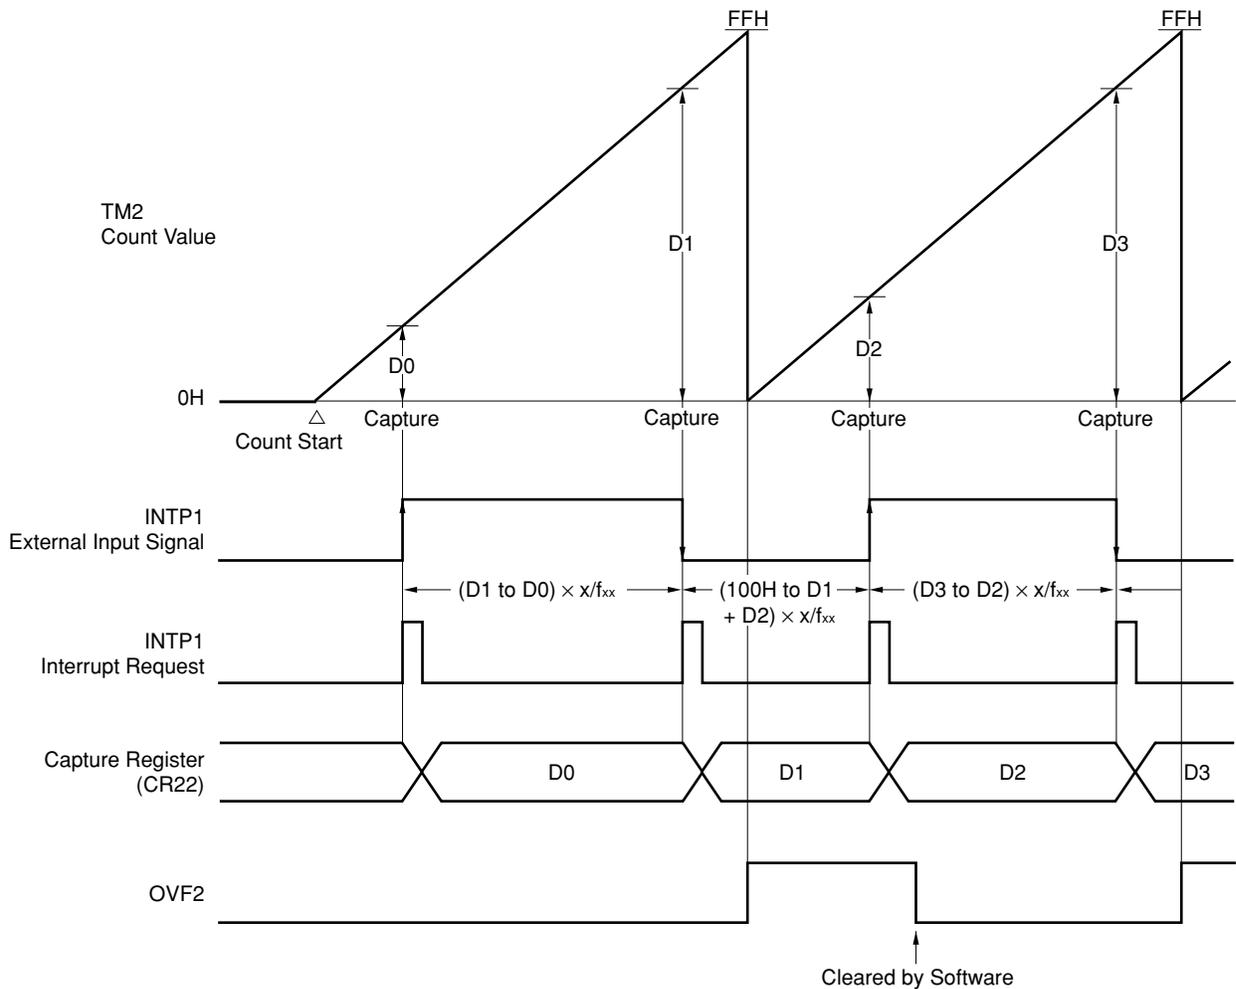 FFH
FFH
TM2
Count Value
D1
D3
D0
D2
0H
Capture
Capture
Capture
Capture
△
Count Start
INTP1
External Input Signal
(D1 to D0) × x/fxx
(100H to D1
+ D2) × x/fxx
(D3 to D2) × x/fxx
INTP1
Interrupt Request
Capture Register
(CR22)
D0
D1
D2
D3
OVF2
Cleared by Software